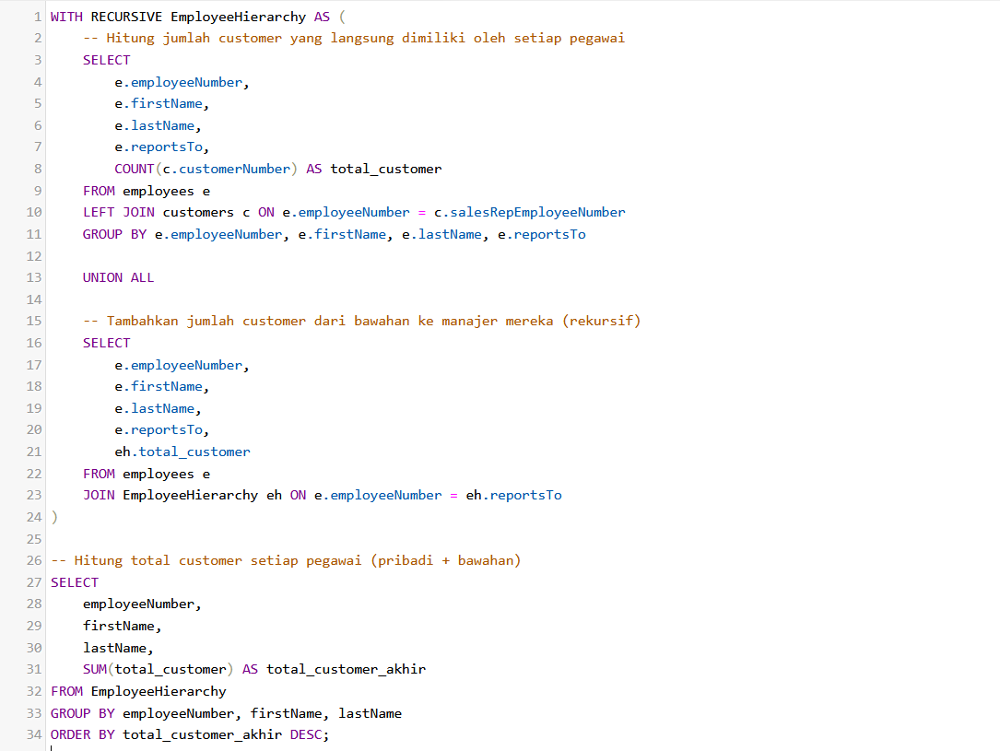 1 WITH RECURSIVE EmployeeHierarchy AS (
2 -- Hitung jumlah customer yang langsung dimiliki oleh setiap pegawai
3 SELECT
4 e.employeeNumber,
5 e.firstName,
6 e.lastName,
7 e.reportsTo,
8 COUNT(c.customerNumber) AS total_customer
9 FROM employees e
10 LEFT JOIN customers c ON e.employeeNumber = c.salesRepEmployeeNumber
11 GROUP BY e.employeeNumber, e.firstName, e.lastName, e.reportsTo
12
13 UNION ALL
14
15 -- Tambahkan jumlah customer dari bawahan ke manajer mereka (rekursif)
16 SELECT
17 e.employeeNumber,
18 e.firstName,
19 e.lastName,
20 e.reportsTo,
21 eh.total_customer
22 FROM employees e
23 JOIN EmployeeHierarchy eh ON e.employeeNumber = eh.reportsTo
24 )
25
26 -- Hitung total customer setiap pegawai (pribadi + bawahan)
27 SELECT
28 employeeNumber,
29 firstName,
30 lastName,
31 SUM(total_customer) AS total_customer_akhir
32 FROM EmployeeHierarchy
33 GROUP BY employeeNumber, firstName, lastName
34 ORDER BY total_customer_akhir DESC;